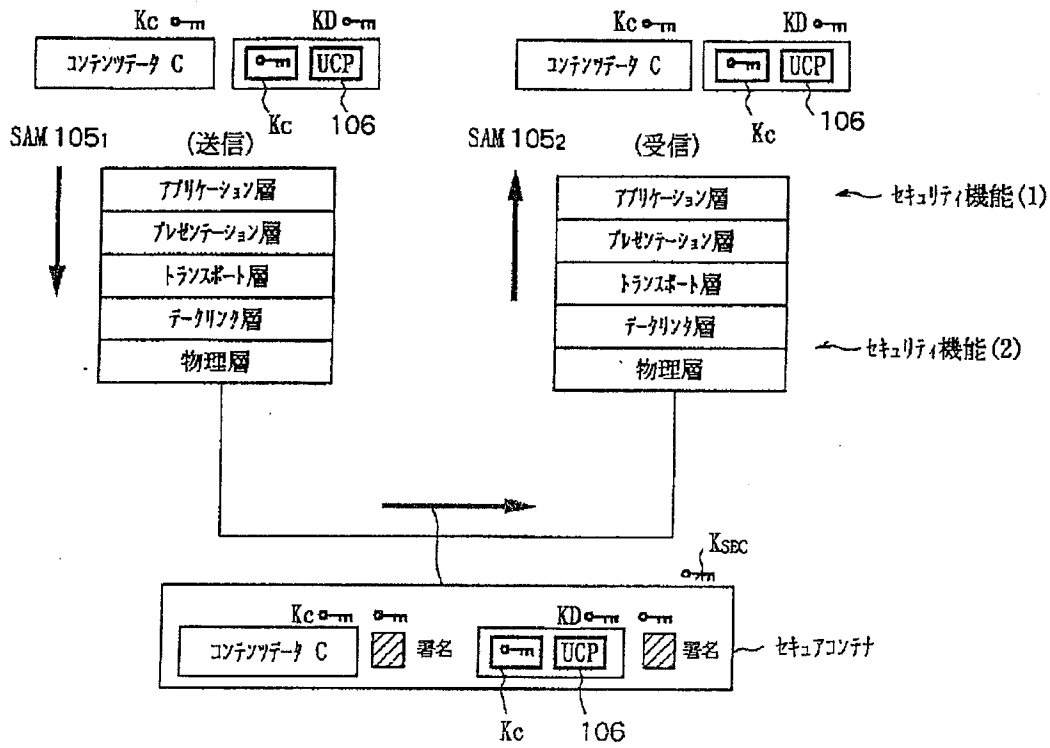 Kc KD Kc KD
コンテンツデータ C UCP コンテンツデータ C UCP
Kc 106 Kc 106
SAM 105₁ (送信) SAM 105₂ (受信)
アプリケーション層 アプリケーション層 セキュリティ機能(1)
プレゼンテーション層 プレゼンテーション層
トランスポート層 トランスポート層
データリンク層 データリンク層
物理層 物理層 セキュリティ機能(2)
KSEC
Kc KD
コンテンツデータ C 署名 UCP 署名 セキュアコンテナ
Kc 106